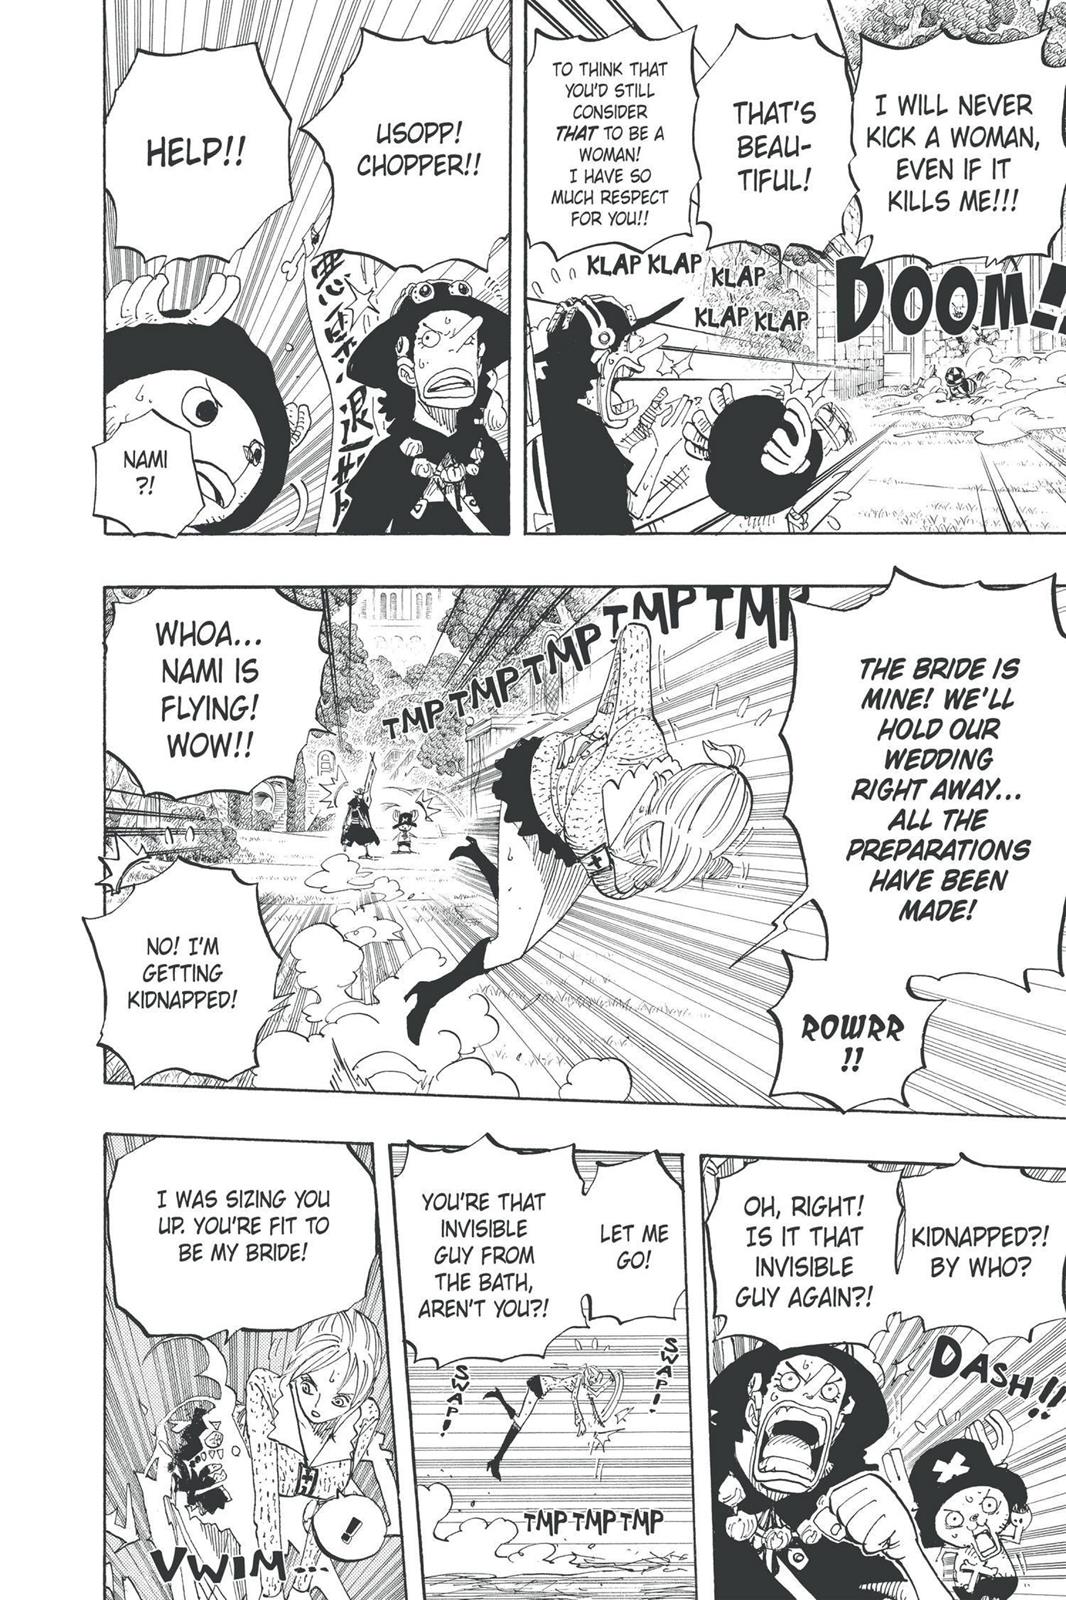 I WILL NEVER
KICK A WOMAN,
EVEN IF IT
KILLS ME!!!
DOOM!!
THAT'S
BEAU-
TIFUL!
TO THINK THAT
YOU'D STILL
CONSIDER
THAT TO BE A
WOMAN!
I HAVE SO
MUCH RESPECT
FOR YOU!!
KLAP KLAP
KLAP
KLAP KLAP
USOPP!
CHOPPER!!
HELP!!
悪霊退散
NAMI
?!
THE BRIDE IS
MINE! WE'LL
HOLD OUR
WEDDING
RIGHT AWAY...
ALL THE
PREPARATIONS
HAVE BEEN
MADE!
ROWRR
!!
TMP TMP TMP TMP TMP TMP
WHOA...
NAMI IS
FLYING!
WOW!!
NO! I'M
GETTING
KIDNAPPED!
KIDNAPPED?!
BY WHO?
OH, RIGHT!
IS IT THAT
INVISIBLE
GUY AGAIN?!
DASH!!
LET ME
GO!
YOU'RE THAT
INVISIBLE
GUY FROM
THE BATH,
AREN'T YOU?!
SWAP!
SWAP!
TMP TMP TMP
I WAS SIZING YOU
UP. YOU'RE FIT TO
BE MY BRIDE!
!
VWIM...